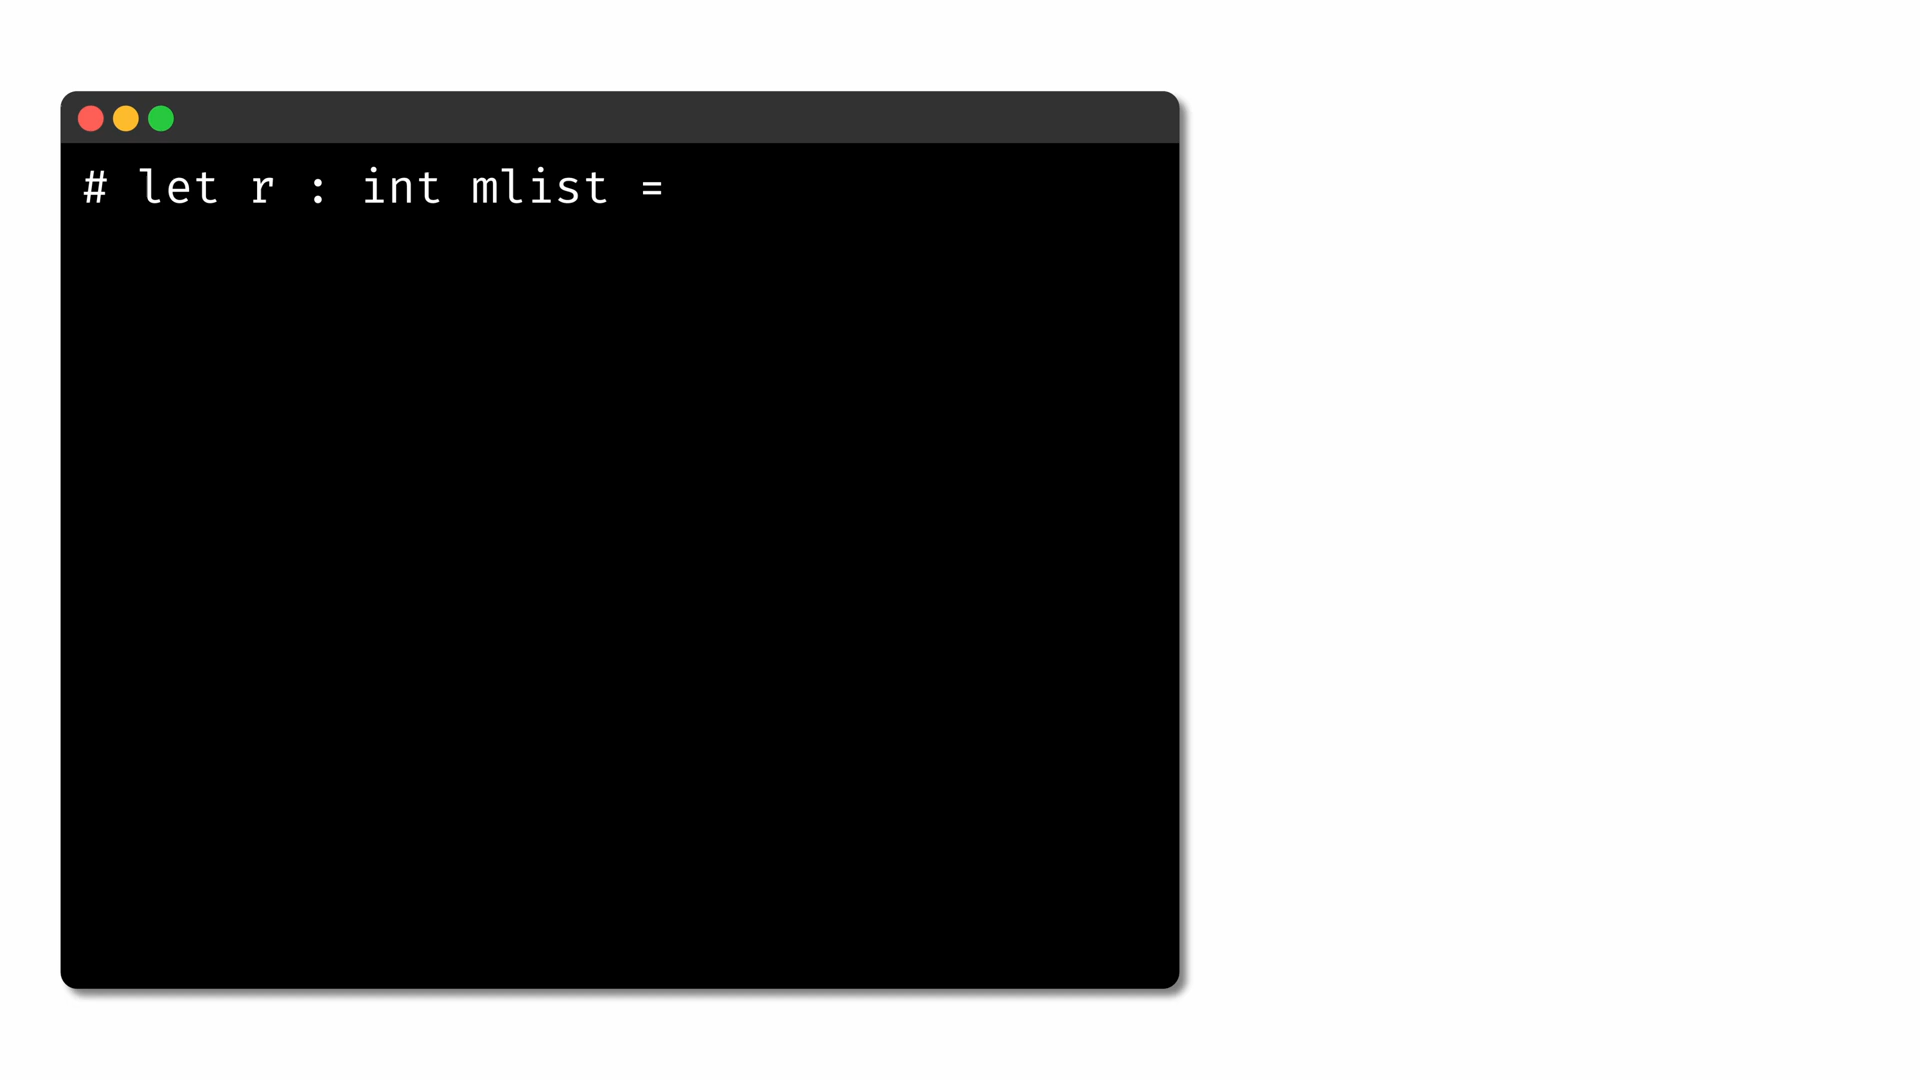 # let r : int mlist =